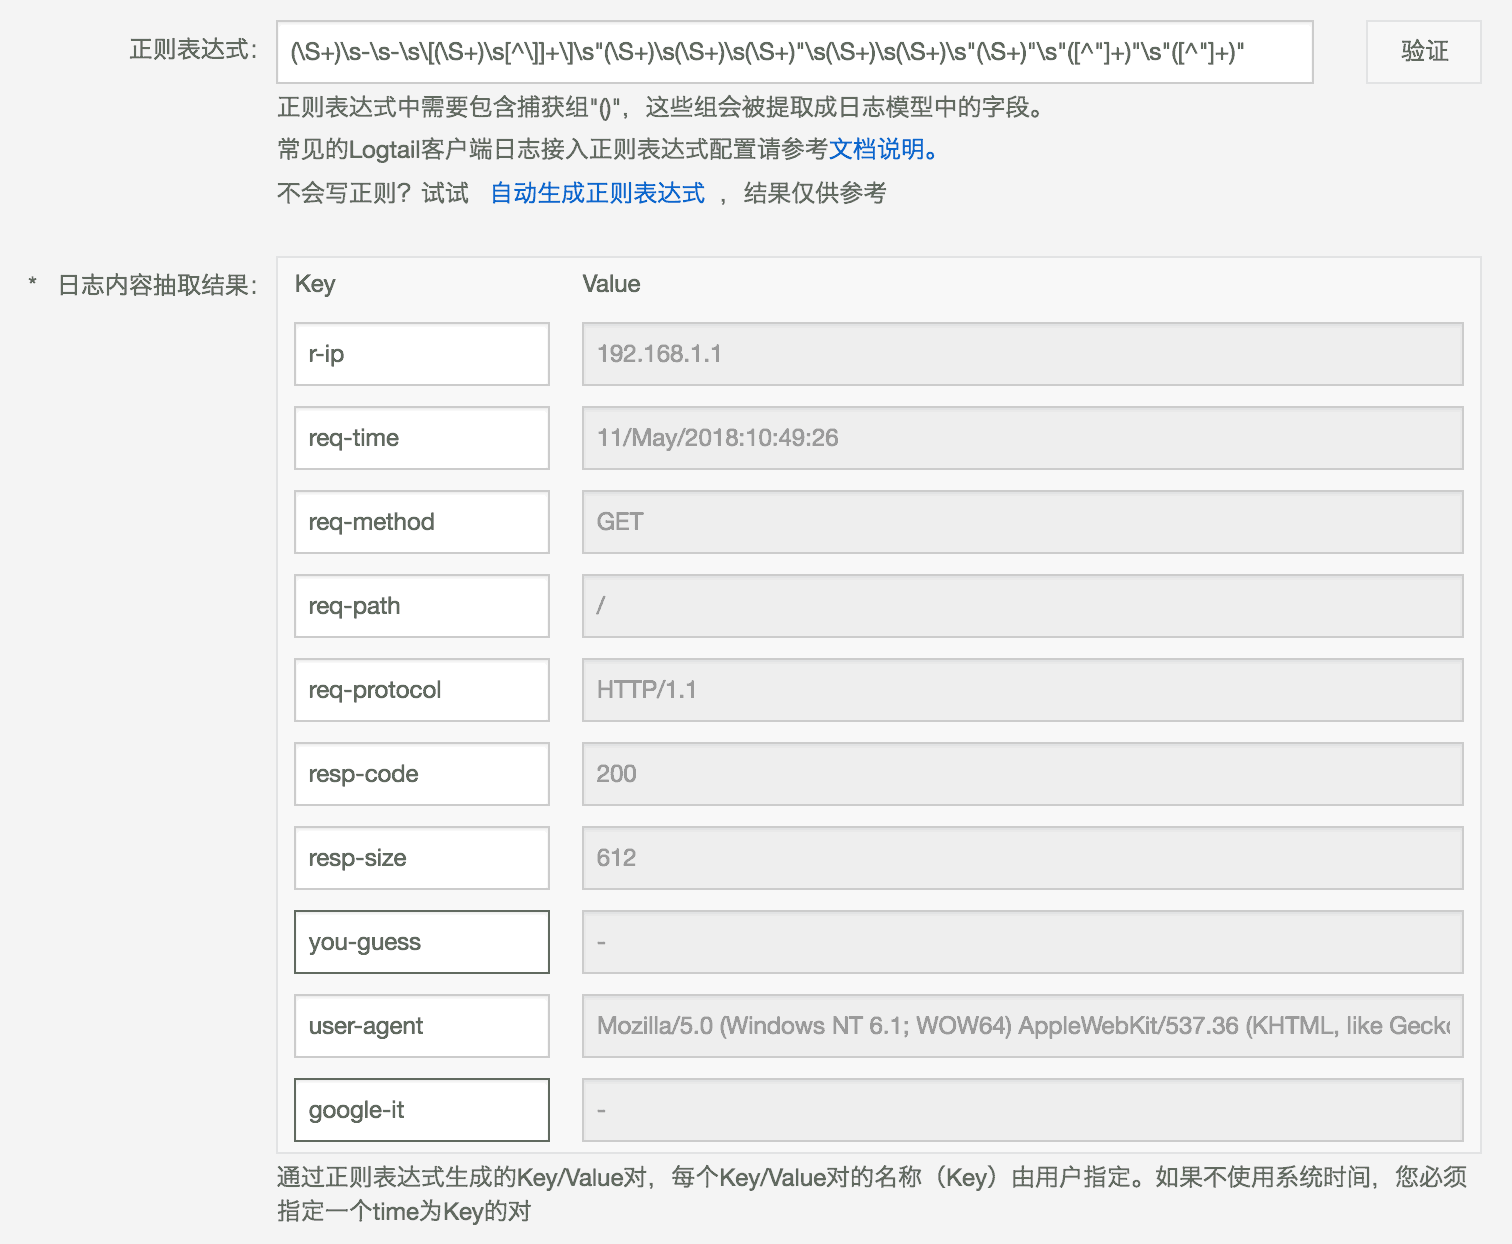 正则表达式： (\S+)\s-\s-\s\[(\S+)\s[^\]]+\]\s"(\S+)\s(\S+)\s(\S+)"\s(\S+)\s(\S+)\s"(\S+)"\s"([^"]+)"\s"([^"]+)" 验证
正则表达式中需要包含捕获组"()"，这些组会被提取成日志模型中的字段。
常见的Logtail客户端日志接入正则表达式配置请参考文档说明。
不会写正则？试试 自动生成正则表达式 ，结果仅供参考
* 日志内容抽取结果： Key Value
r-ip 192.168.1.1
req-time 11/May/2018:10:49:26
req-method GET
req-path /
req-protocol HTTP/1.1
resp-code 200
resp-size 612
you-guess -
user-agent Mozilla/5.0 (Windows NT 6.1; WOW64) AppleWebKit/537.36 (KHTML, like Gecko
google-it -
通过正则表达式生成的Key/Value对，每个Key/Value对的名称（Key）由用户指定。如果不使用系统时间，您必须
指定一个time为Key的对